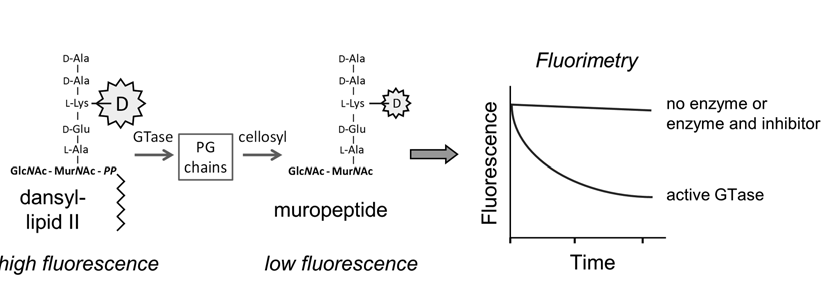 D-Ala
D-Ala
L-Lys
D
D-Glu
L-Ala
GlcNAc - MurNAc - PP
dansyl-
lipid II
high fluorescence
GTase
PG
chains
cellosyl
D-Ala
D-Ala
L-Lys
D
D-Glu
L-Ala
GlcNAc - MurNAc
muropeptide
low fluorescence
Fluorimetry
Fluorescence
no enzyme or
enzyme and inhibitor
active GTase
Time